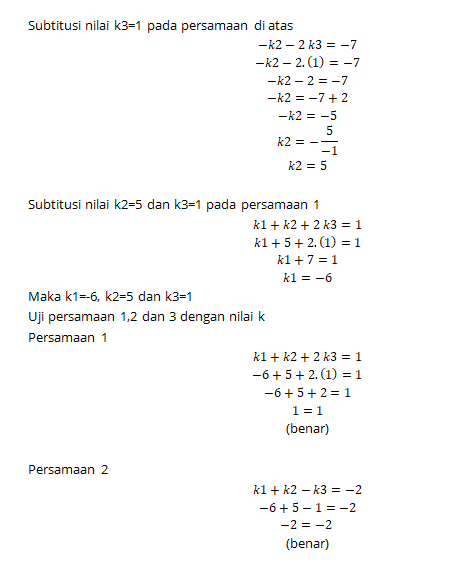 Subtitusi nilai k3=1 pada persamaan di atas
−k2 − 2 k3 = −7
−k2 − 2. (1) = −7
−k2 − 2 = −7
−k2 = −7 + 2
−k2 = −5
k2 = − 5/−1
k2 = 5
Subtitusi nilai k2=5 dan k3=1 pada persamaan 1
k1 + k2 + 2 k3 = 1
k1 + 5 + 2. (1) = 1
k1 + 7 = 1
k1 = −6
Maka k1=-6, k2=5 dan k3=1
Uji persamaan 1,2 dan 3 dengan nilai k
Persamaan 1
k1 + k2 + 2 k3 = 1
−6 + 5 + 2. (1) = 1
−6 + 5 + 2 = 1
1 = 1
(benar)
Persamaan 2
k1 + k2 − k3 = −2
−6 + 5 − 1 = −2
−2 = −2
(benar)